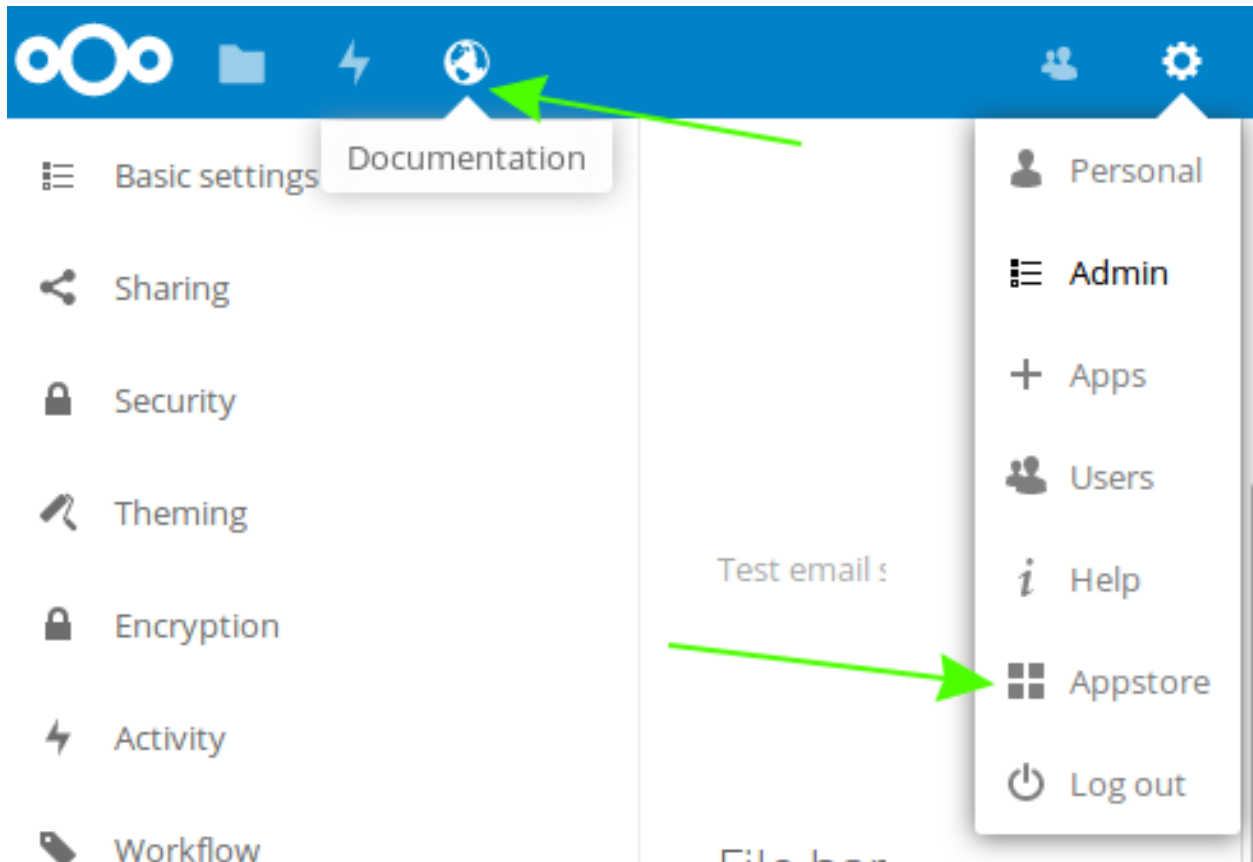 Documentation
Basic settings
Sharing
Security
Theming
Encryption
Activity
Workflow
Test email
Personal
Admin
Apps
Users
Help
Appstore
Log out